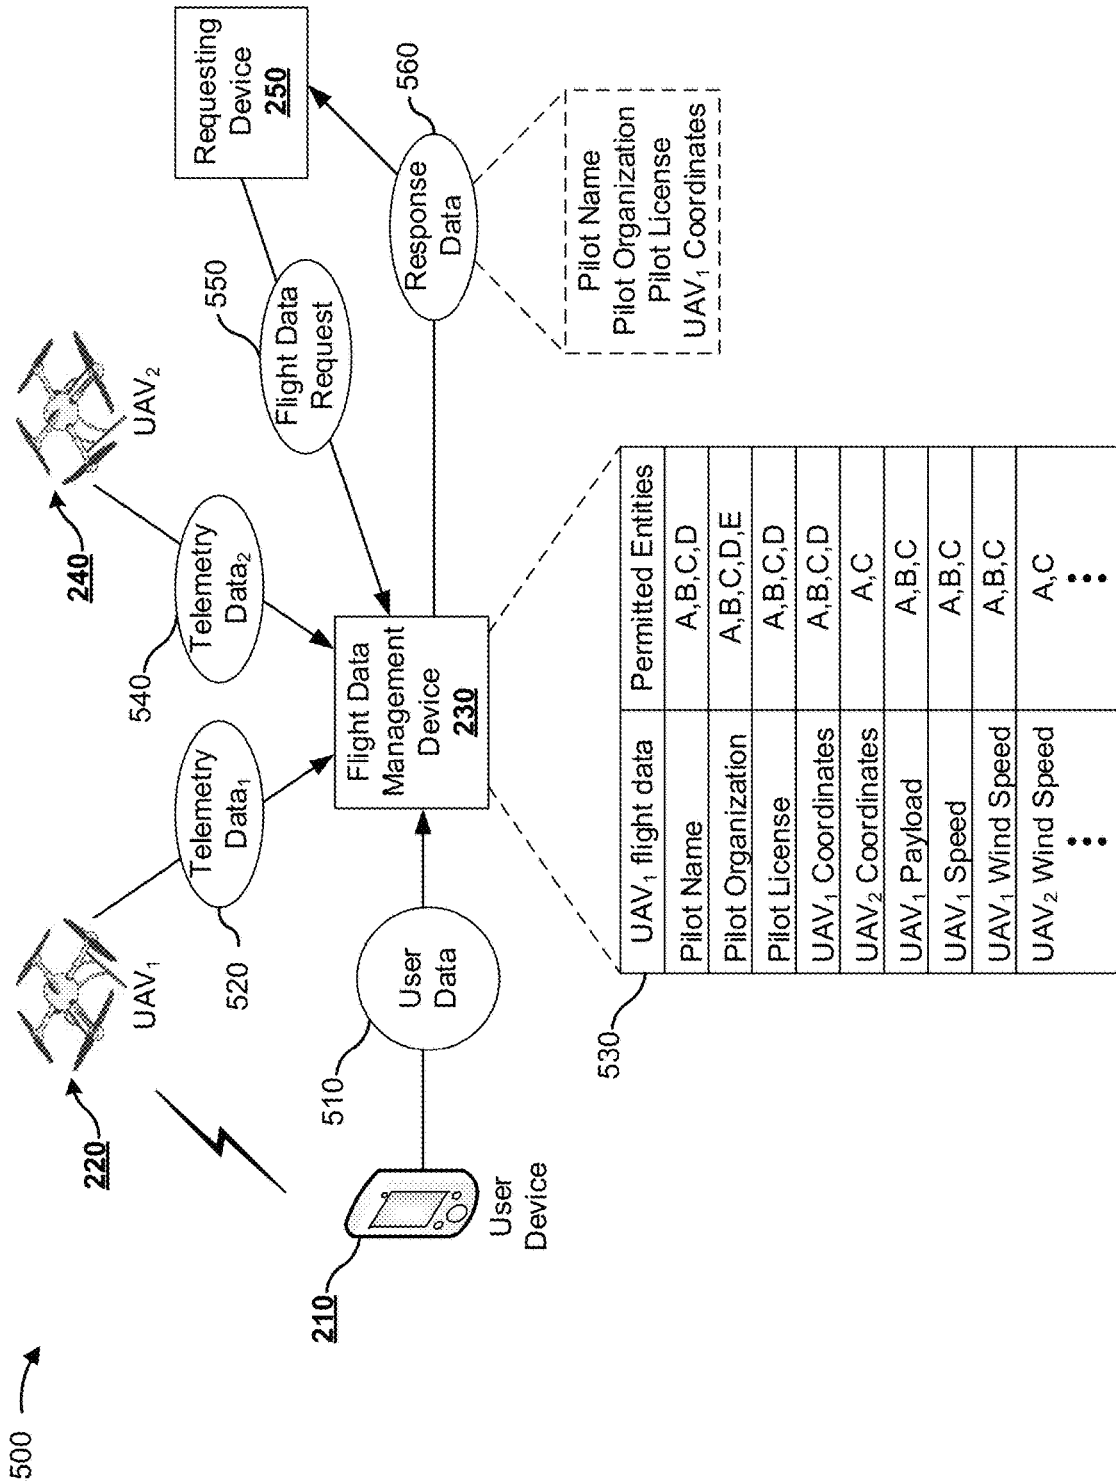 500
220
UAV₁
240
UAV₂
210
User
Device
510
User
Data
520
Telemetry
Data₁
540
Telemetry
Data₂
Flight Data
Management
Device
230
550
Flight Data
Request
Requesting
Device
250
560
Response
Data
Pilot Name
Pilot Organization
Pilot License
UAV₁ Coordinates
530
UAV₁ flight data Permitted Entities
Pilot Name A,B,C,D
Pilot Organization A,B,C,D,E
Pilot License A,B,C,D
UAV₁ Coordinates A,B,C,D
UAV₂ Coordinates A,C
UAV₁ Payload A,B,C
UAV₁ Speed A,B,C
UAV₁ Wind Speed A,B,C
UAV₂ Wind Speed A,C